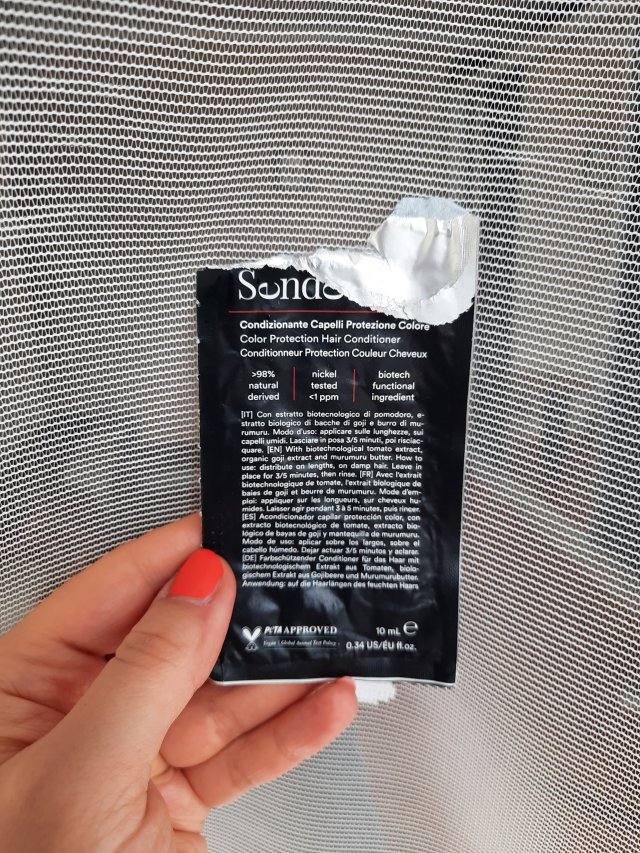 Condizionante Capelli Protezione Colore
Color Protection Hair Conditioner
Conditionneur Protection Couleur Cheveux
>98% natural derived
nickel tested <1 ppm
biotech functional ingredient
[IT] Con estratto biotecnologico di pomodoro, e-
stratto biologico di bacche di goji e burro di mu-
rumuru. Modo d'uso: applicare sulle lunghezze, sui
capelli umidi. Lasciare in posa 3/5 minuti, poi risciac-
quare. [EN] With biotechnological tomato extract,
organic goji extract and murumuru butter. How to
use: distribute on lengths, on damp hair. Leave in
place for 3/5 minutes, then rinse. [FR] Avec l'extrait
biotechnologique de tomate, l'extrait biologique de
baies de goji et beurre de murumuru. Mode d'em-
ploi: appliquer sur les longueurs, sur cheveux hu-
mides. Laisser agir pendant 3 à 5 minutes, puis rincer.
[ES] Acondicionador capilar protección color, con
extracto biotecnológico de tomate, extracto bio-
lógico de bayas de goji y mantequilla de murumuru.
Modo de uso: aplicar sobre los largos, sobre el
cabello húmedo. Dejar actuar 3/5 minutos y aclarar.
[DE] Farbschützender Conditioner für das Haar mit
biotechnologischem Extrakt aus Tomaten, biolo-
gischem Extrakt aus Gojibeere und Murumurubutter.
Anwendung: auf die Haarlängen des feuchten Haars
PeTA APPROVED
Vegan | Global Animal Test Policy
10 mL ℮
0.34 US/EU fl.oz.